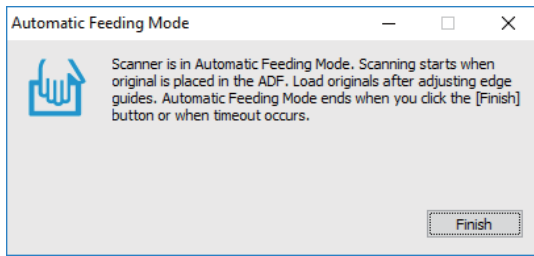 Automatic Feeding Mode
Scanner is in Automatic Feeding Mode. Scanning starts when
original is placed in the ADF. Load originals after adjusting edge
guides. Automatic Feeding Mode ends when you click the [Finish]
button or when timeout occurs.
Finish